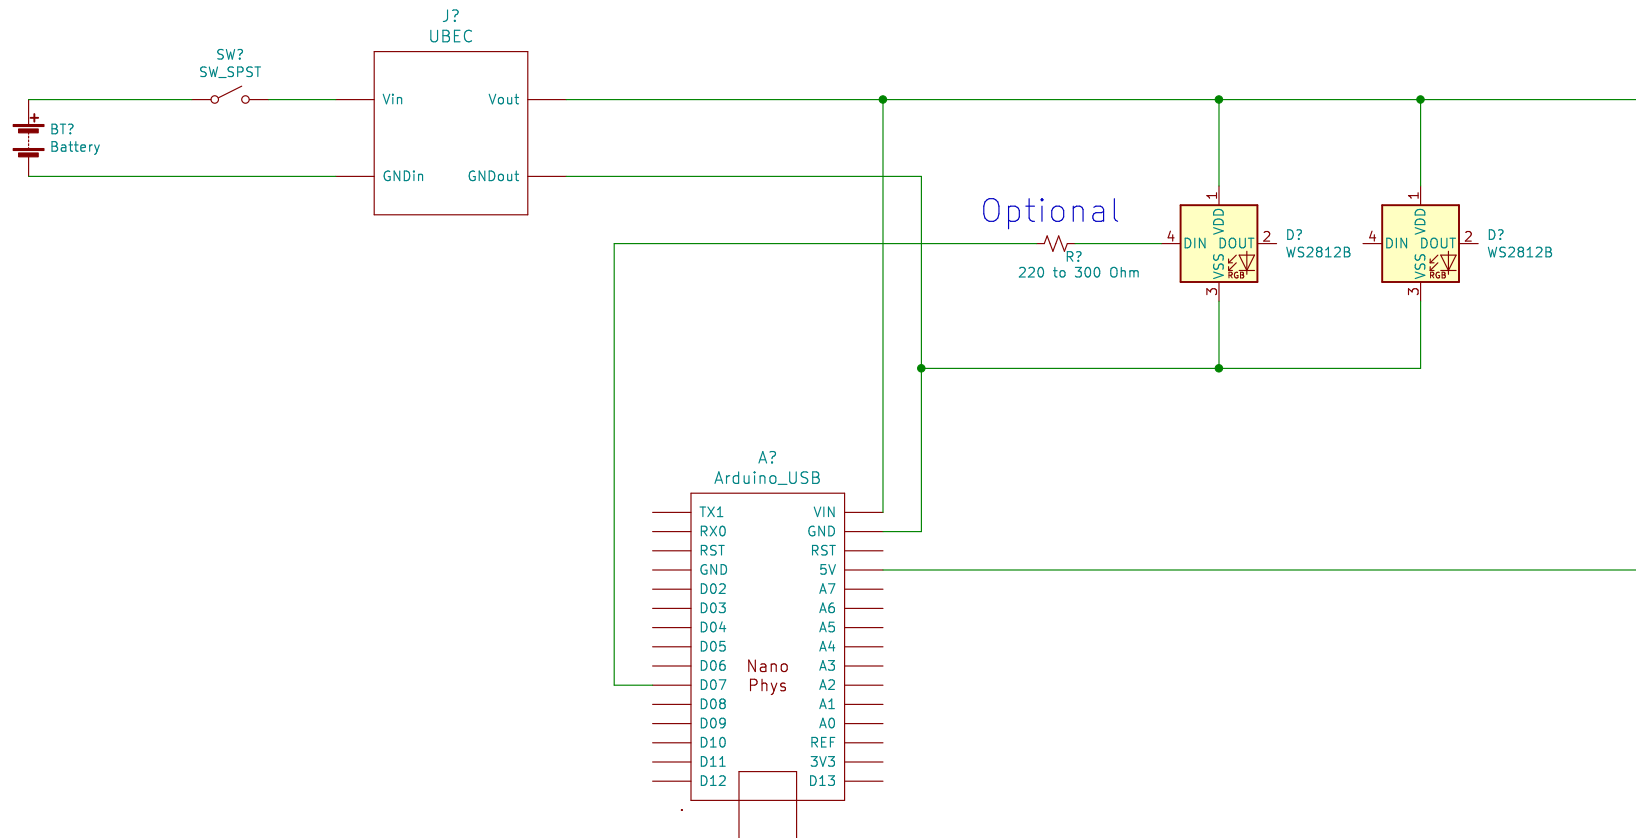 J?
UBEC
SW?
SW_SPST
Vin
Vout
+
BT?
Battery
GNDin
GNDout
Optional
R?
220 to 300 Ohm
1
VDD
4
DIN
DOUT
2
VSS
RGB
3
D?
WS2812B
1
VDD
4
DIN
DOUT
2
VSS
RGB
3
D?
WS2812B
A?
Arduino_USB
TX1
VIN
RX0
GND
RST
RST
GND
5V
D02
A7
D03
A6
D04
A5
D05
A4
D06
A3
D07
A2
D08
A1
D09
A0
D10
REF
D11
3V3
D12
D13
Nano
Phys